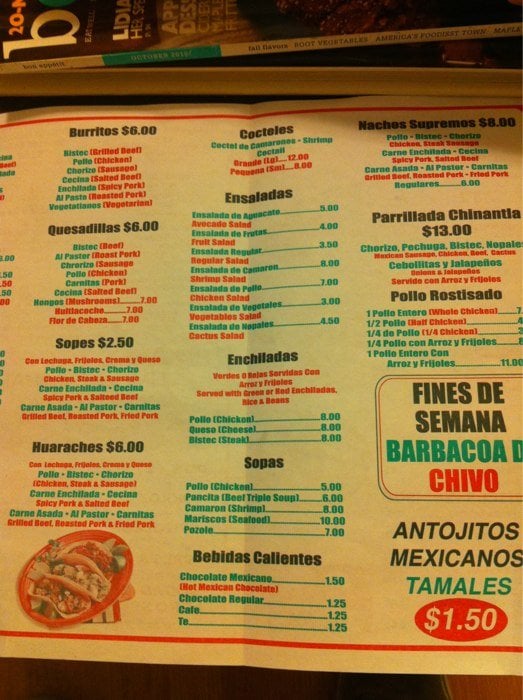 20-M
LIDIA
bon appétit
OCTOBER 2010
fall flavors ROOT VEGETABLES AMERICA'S FOODIEST TOWN MAPLE
Burritos $6.00
Bistec (Grilled Beef)
Pollo (Chicken)
Chorizo (Sausage)
Cecina (Salted Beef)
Enchilada (Spicy Pork)
Al Pasto (Roasted Pork)
Vegetatianos (Vegetarian)
Quesadillas $6.00
Bistec (Beef)
Al Pastor (Roast Pork)
Chrorizo (Sausage
Pollo (Chicken)
Carnitas (Pork)
Cecina (Salted Beef)
Hongos (Mushrooms).......7.00
Huitlacoche.......7.00
Flor de Cabeza.......7.00
Sopes $2.50
Con Lechuga, Frijoles, Crema y Queso
Pollo - Bistec - Chorizo
Chicken, Steak & Sausage
Carne Enchilada - Cecina
Spicy Pork & Salteed Beef
Carne Asada - Al Pastor - Carnitas
Grilled Beef, Roasted Pork, Fried Pork
Huaraches $6.00
Con Lechuga, Frijoles, Crema y Queso
Pollo - Bistec - Chorizo
(Chicken, Steak & Sausage)
Carne Enchilada - Cecina
Spicy Pork & Salted Beef
Carne Asada - Al Pastor - Carnitas
Grilled Beef, Roasted Pork & Fried Pork
Cocteles
Coctel de Camarones - Shrimp
Coctail
Grande (Lg)....12.00
Pequena (Sm)....8.00
Ensaladas
Ensalada de Aguacate.......5.00
Avocado Salad
Ensalada de Frutas.......4.00
Fruit Salad
Ensalada Regular.......3.50
Regular Salad
Ensalada de Camaron.......8.00
Shrimp Salad
Ensalada de Pollo.......7.00
Chicken Salad
Ensalada de Vegetales.......3.00
Vegetables Salad
Ensalada de Nopales.......4.50
Cactus Salad
Enchiladas
Verdes O Rojas Servidas Con
Arroz y Frijoles
Served with Green or Red Enchiladas,
Rice & Beans
Pollo (Chicken).......8.00
Queso (Cheese).......8.00
Bistec (Steak).......8.00
Sopas
Pollo (Chicken).......5.00
Pancita (Beef Triple Soup).......6.00
Camaron (Shrimp).......8.00
Mariscos (Seafood).......10.00
Pozole.......7.00
Bebidas Calientes
Chocolate Mexicano.......1.50
(Hot Mexican Chocolate)
Chocolate Regular.......1.25
Cafe.......1.25
Te.......1.25
Nachos Supremos $8.00
Pollo - Bistec - Chorizo
Chicken, Steak Sausage
Carne Enchilada - Cecina
Spicy Pork, Salted Beef
Carne Asada - Al Pastor - Carnitas
Grilled Beef, Roasted Pork - Fried Pork
Regulares.......6.00
Parrillada Chinantla
$13.00
Chorizo, Pechuga, Bistec, Nopale
Mexican Sausage, Chicken, Beef, Cactus
Cebollitas y Jalapeños
Onions & Jalapeños
Servido con Arroz y Frijoles
Pollo Rostisado
1 Pollo Entero (Whole Chicken).......7.
1/2 Pollo (Half Chicken).......4
1/4 de Pollo (1/4 Chicken).......
1/4 Pollo con Arroz y Frijoles.......8
1 Pollo Entero Con
Arroz y Frijoles.......11.00
FINES DE
SEMANA
BARBACOA D
CHIVO
ANTOJITOS
MEXICANOS
TAMALES
$1.50